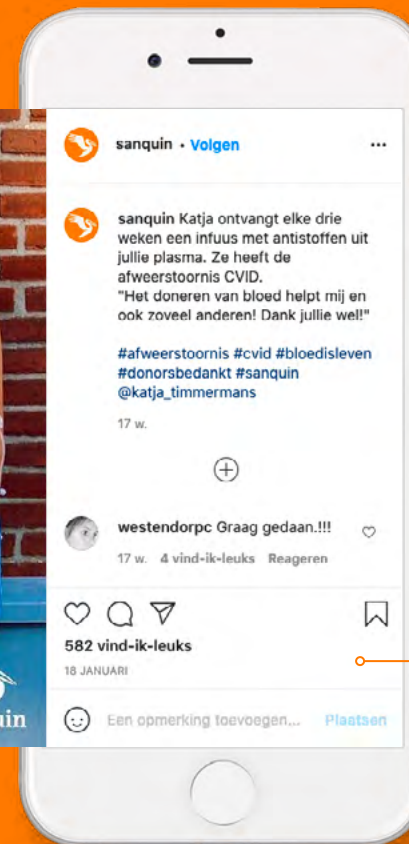 sanquin • Volgen
sanquin Katja ontvangt elke drie
weken een infuus met antistoffen uit
jullie plasma. Ze heeft de
afweerstoornis CVID.
"Het doneren van bloed helpt mij en
ook zoveel anderen! Dank jullie wel!"
#afweerstoornis #cvid #bloedisleven
#donorsbedankt #sanquin
@katja_timmermans
17 w.
westendorpc Graag gedaan.!!!
17 w. 4 vind-ik-leuks Reageren
582 vind-ik-leuks
18 JANUARI
Een opmerking toevoegen... Plaatsen